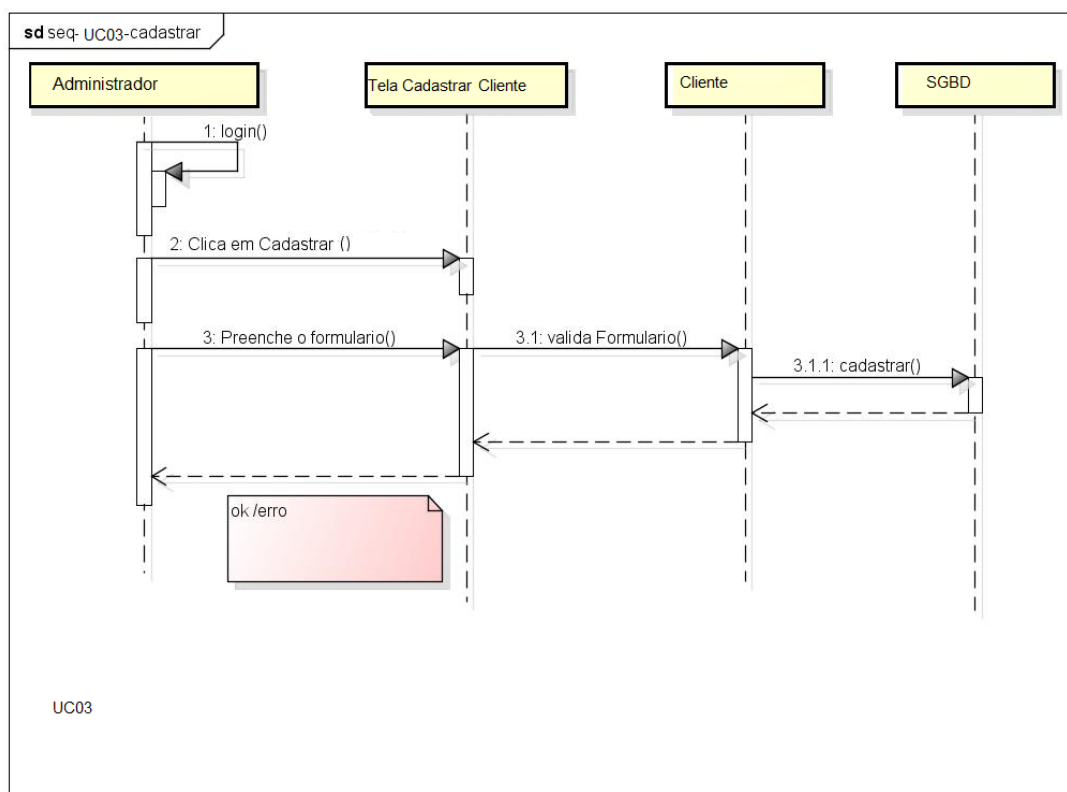 sd seq- UC03-cadastrar
Administrador
Tela Cadastrar Cliente
Cliente
SGBD
1: login()
2: Clica em Cadastrar ()
3: Preenche o formulario()
3.1: valida Formulario()
3.1.1: cadastrar()
ok /erro
UC03